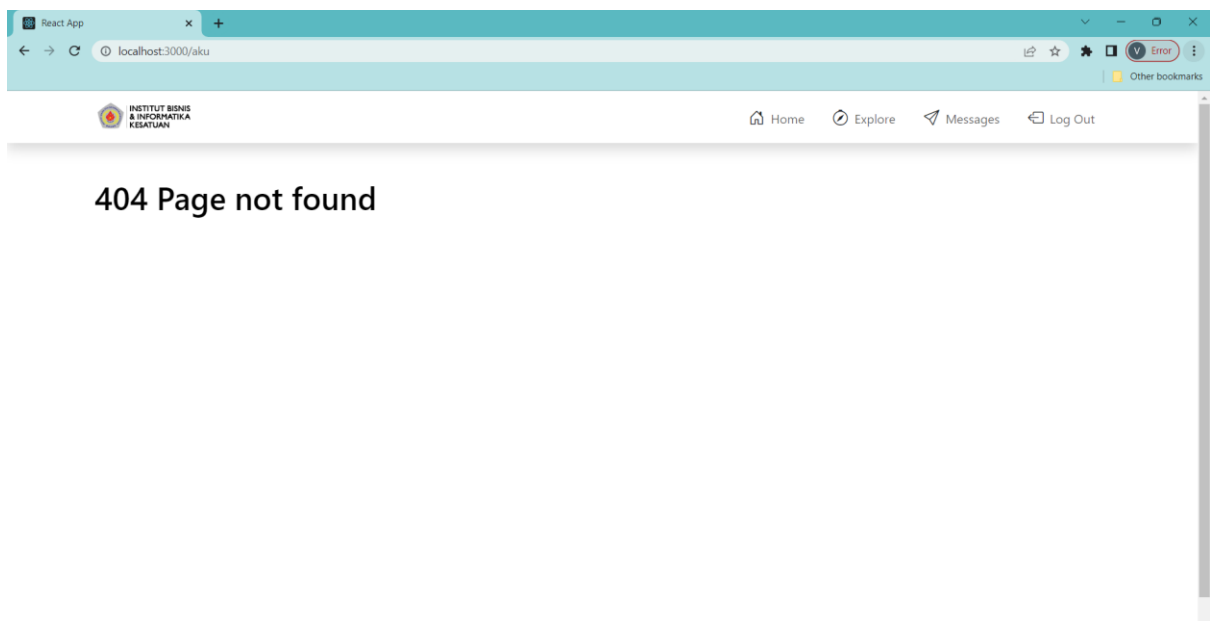 React App
localhost:3000/aku
V Error
Other bookmarks
INSTITUT BISNIS
& INFORMATIKA
KESATUAN
Home Explore Messages Log Out
404 Page not found